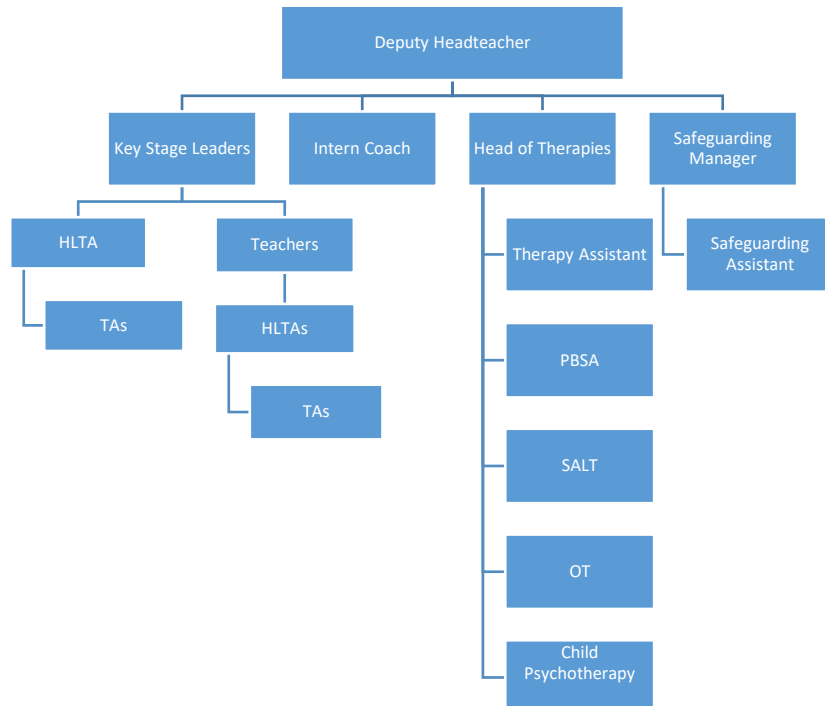 Deputy Headteacher
Key Stage Leaders
Intern Coach
Head of Therapies
Safeguarding
Manager
HLTA
Teachers
Therapy Assistant
Safeguarding
Assistant
TAs
HLTAs
PBSA
TAs
SALT
OT
Child
Psychotherapy